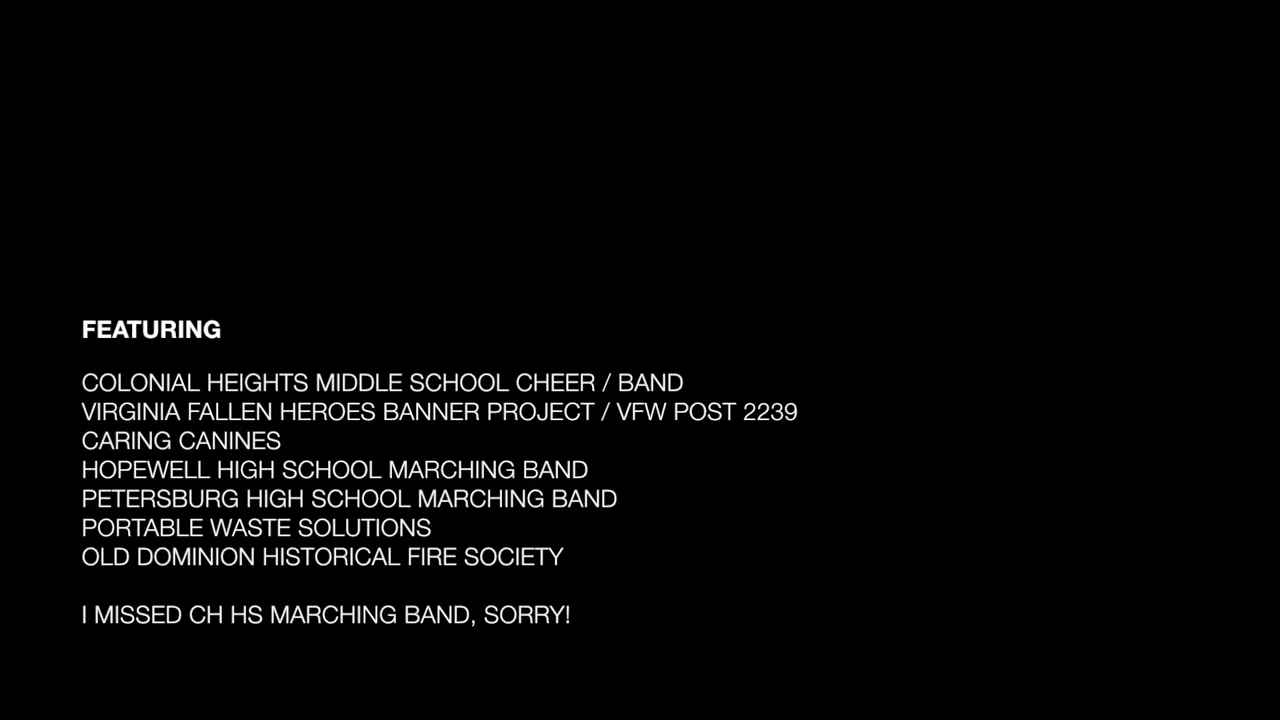 FEATURING
COLONIAL HEIGHTS MIDDLE SCHOOL CHEER / BAND
VIRGINIA FALLEN HEROES BANNER PROJECT / VFW POST 2239
CARING CANINES
HOPEWELL HIGH SCHOOL MARCHING BAND
PETERSBURG HIGH SCHOOL MARCHING BAND
PORTABLE WASTE SOLUTIONS
OLD DOMINION HISTORICAL FIRE SOCIETY
I MISSED CH HS MARCHING BAND, SORRY!